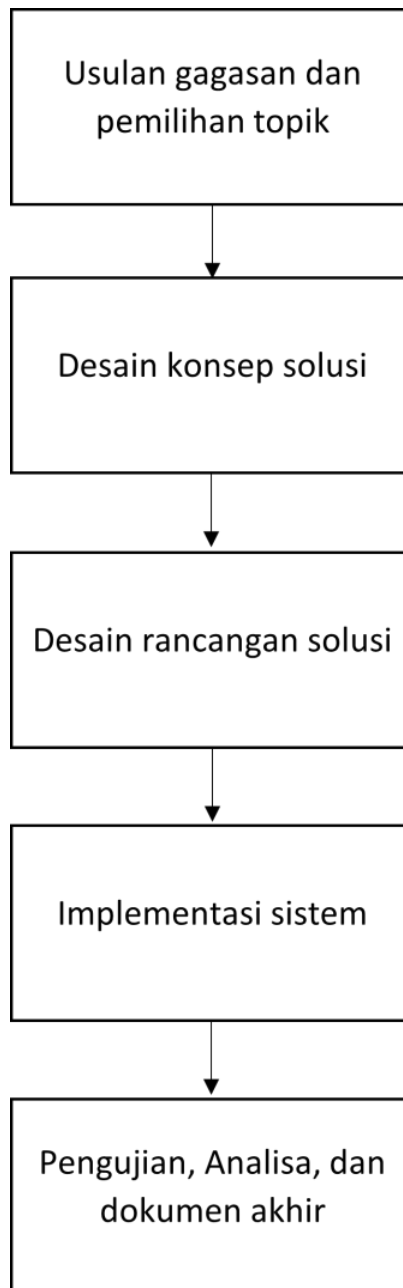 Usulan gagasan dan
pemilihan topik
Desain konsep solusi
Desain rancangan solusi
Implementasi sistem
Pengujian, Analisa, dan
dokumen akhir